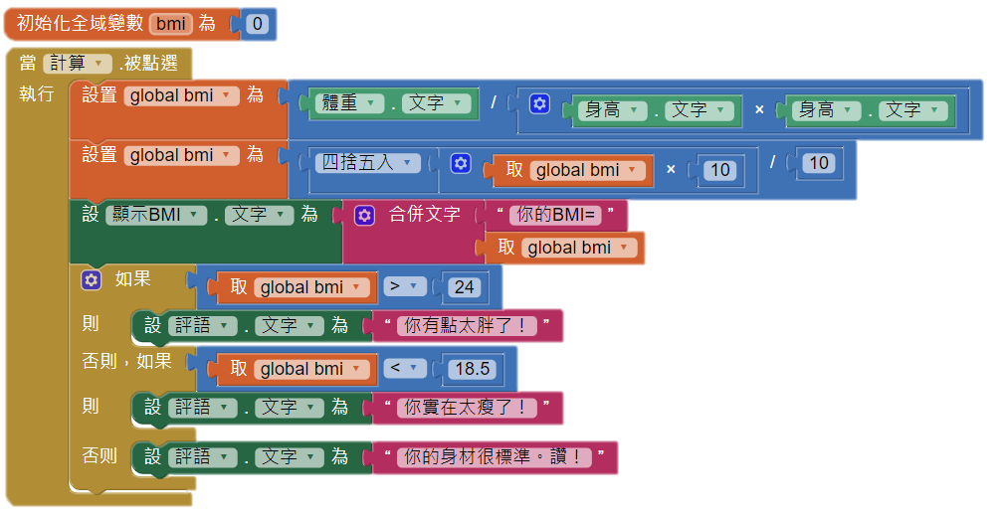 初始化全域變數 bmi 為 0
當 計算 .被點選
執行 設置 global bmi 為 體重 . 文字 / 身高 . 文字 × 身高 . 文字
設置 global bmi 為 四捨五入 取 global bmi × 10 / 10
設 顯示BMI . 文字 為 合併文字 “ 你的BMI= ”
取 global bmi
如果 取 global bmi > 24
則 設 評語 . 文字 為 “ 你有點太胖了！ ”
否則，如果 取 global bmi < 18.5
則 設 評語 . 文字 為 “ 你實在太瘦了！ ”
否則 設 評語 . 文字 為 “ 你的身材很標準。讚！ ”